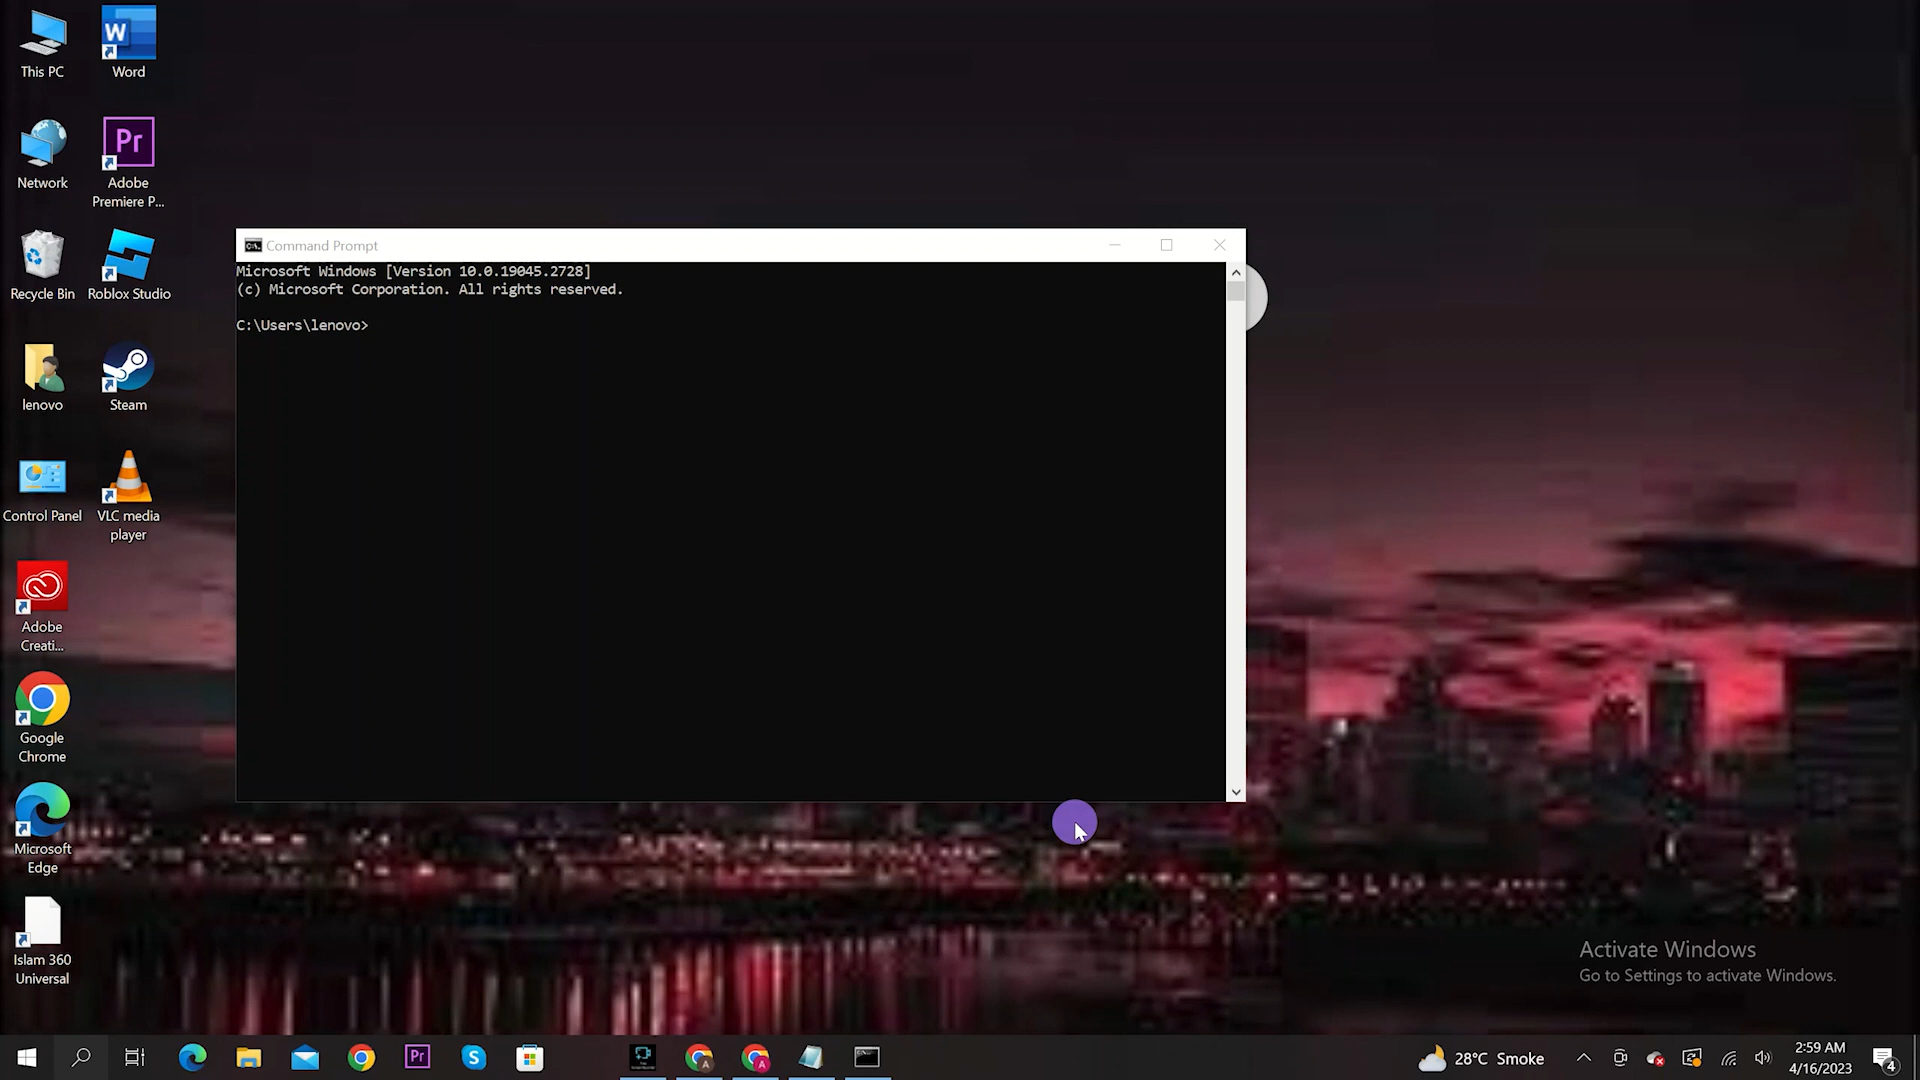 This PC
Word
Network
Adobe
Premiere P...
Recycle Bin
Roblox Studio
lenovo
Steam
Control Panel
VLC media
player
Adobe
Creati...
Google
Chrome
Microsoft
Edge
Islam 360
Universal
Command Prompt
Microsoft Windows [Version 10.0.19045.2728]
(c) Microsoft Corporation. All rights reserved.
C:\Users\lenovo>
Activate Windows
Go to Settings to activate Windows.
28°C Smoke
2:59 AM
4/16/2023
4